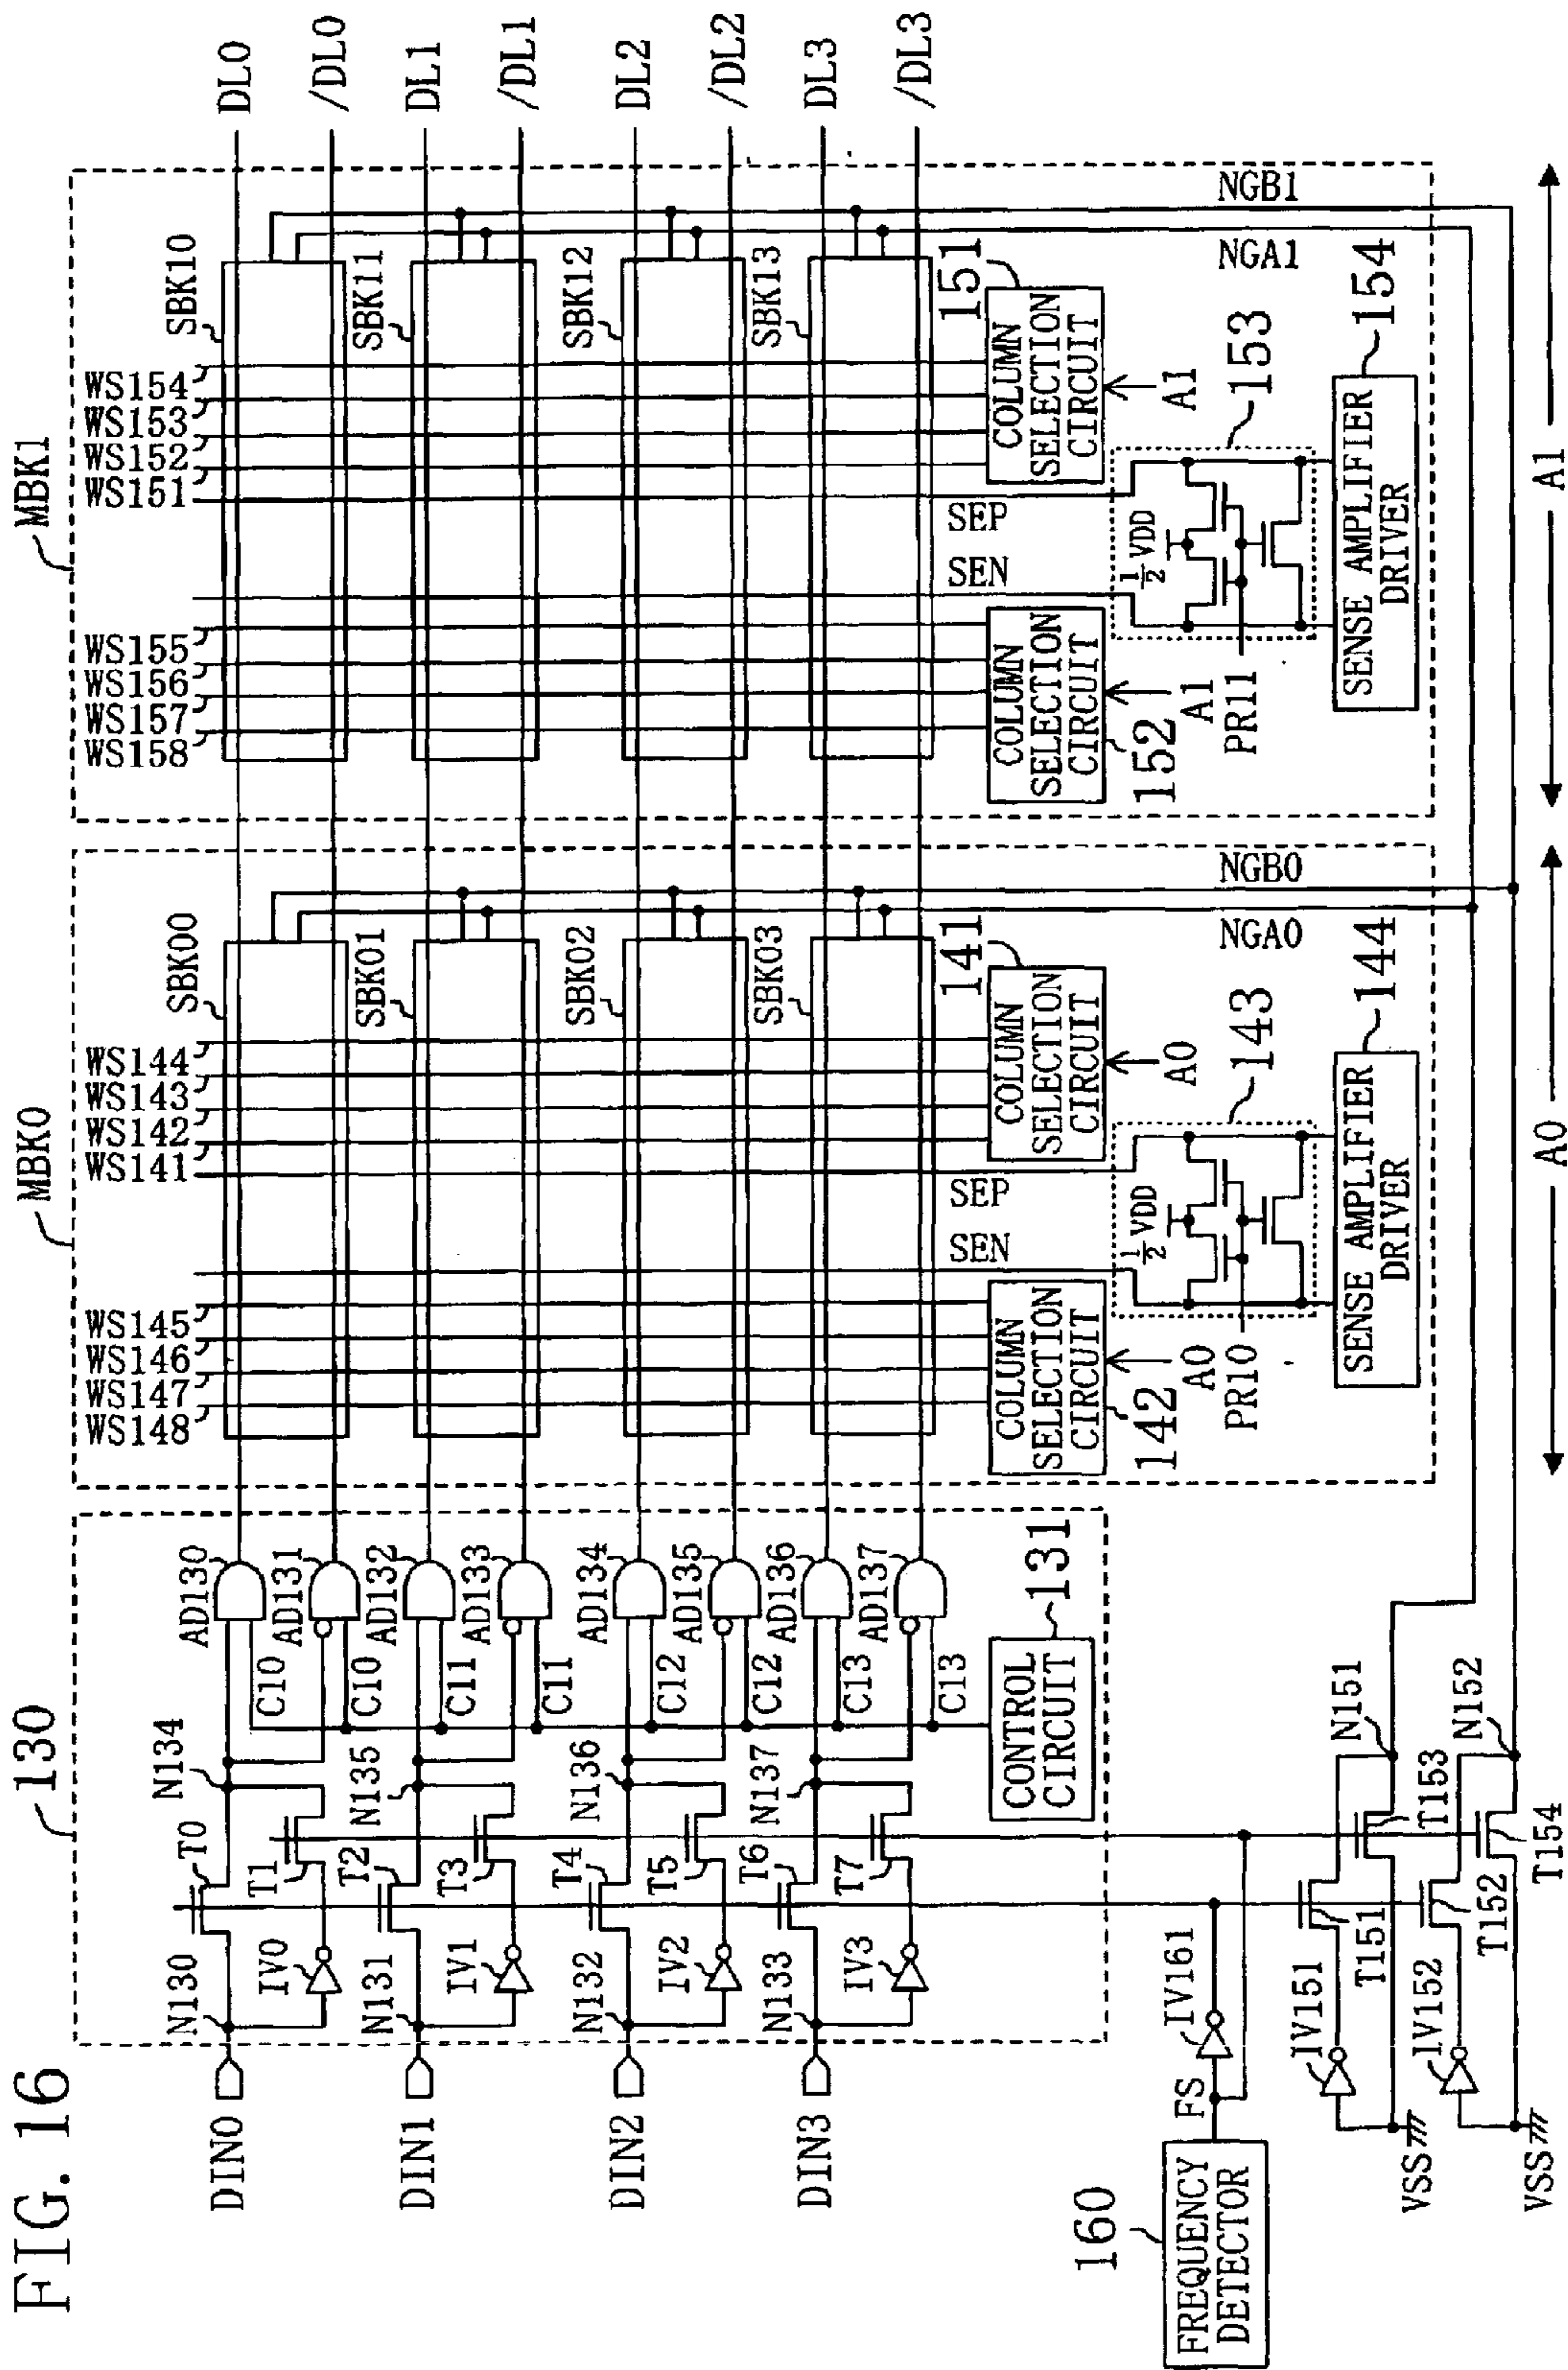 FIG. 16
130
MBK0
MBK1
N130
T0
N134
AD130
DIN0
IV0
T1
C10
AD131
C10
N131
T2
N135
AD132
DIN1
IV1
T3
C11
AD133
C11
N132
T4
N136
AD134
DIN2
IV2
T5
C12
AD135
C12
N133
T6
N137
AD136
DIN3
IV3
T7
C13
AD137
C13
CONTROL
CIRCUIT
131
WS148
WS147
WS146
WS145
WS141
WS142
WS143
WS144
SBK00
SBK01
SBK02
SBK03
SEN
SEP
NGA0
NGB0
COLUMN
SELECTION
CIRCUIT
142
COLUMN
SELECTION
CIRCUIT
141
A0
A0
PR10
1/2 VDD
143
SENSE AMPLIFIER
DRIVER
144
WS158
WS157
WS156
WS155
WS151
WS152
WS153
WS154
SBK10
SBK11
SBK12
SBK13
SEN
SEP
NGA1
NGB1
COLUMN
SELECTION
CIRCUIT
152
COLUMN
SELECTION
CIRCUIT
151
A1
A1
PR11
1/2 VDD
153
SENSE AMPLIFIER
DRIVER
154
DL0
/DL0
DL1
/DL1
DL2
/DL2
DL3
/DL3
160
FREQUENCY
DETECTOR
FS
IV161
IV151
T151
T153
N151
VSS
IV152
T152
T154
N152
VSS
A0
A1